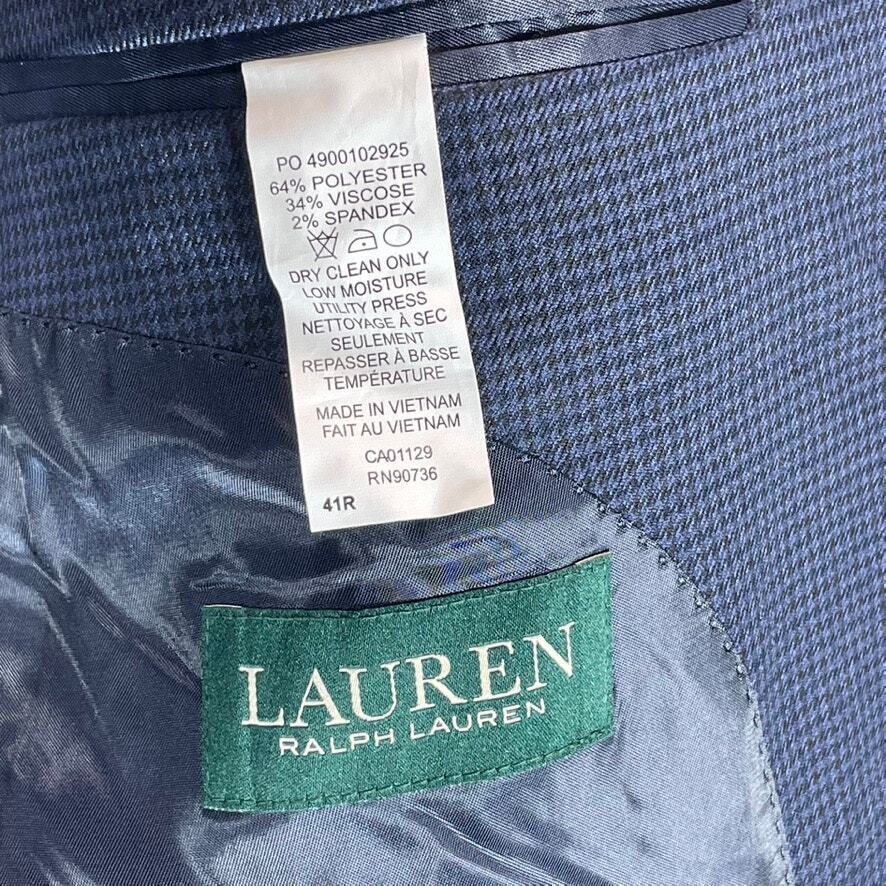 PO 4900102925
64% POLYESTER
34% VISCOSE
2% SPANDEX
DRY CLEAN ONLY
LOW MOISTURE
UTILITY PRESS
NETTOYAGE À SEC
SEULEMENT
REPASSER À BASSE
TEMPÉRATURE
MADE IN VIETNAM
FAIT AU VIETNAM
CA01129
RN90736
41R
LAUREN
RALPH LAUREN